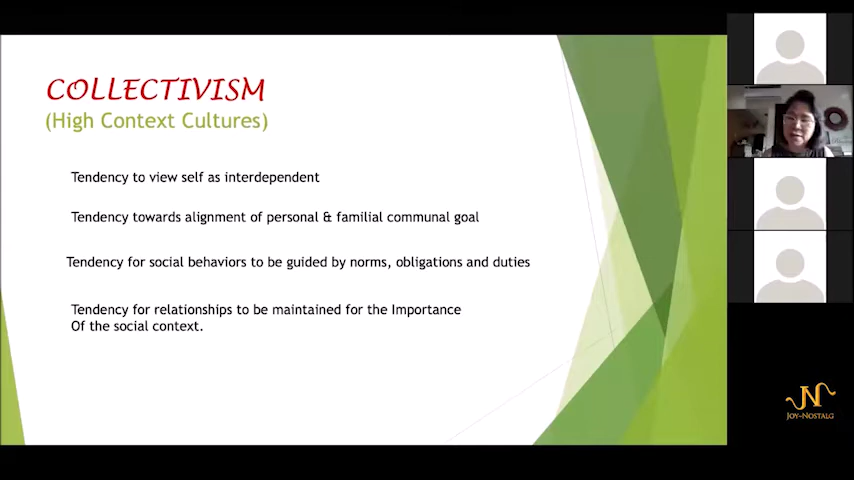 COLLECTIVISM
(High Context Cultures)
Tendency to view self as interdependent
Tendency towards alignment of personal & familial communal goal
Tendency for social behaviors to be guided by norms, obligations and duties
Tendency for relationships to be maintained for the Importance
Of the social context.
JN
JOY~NOSTALG